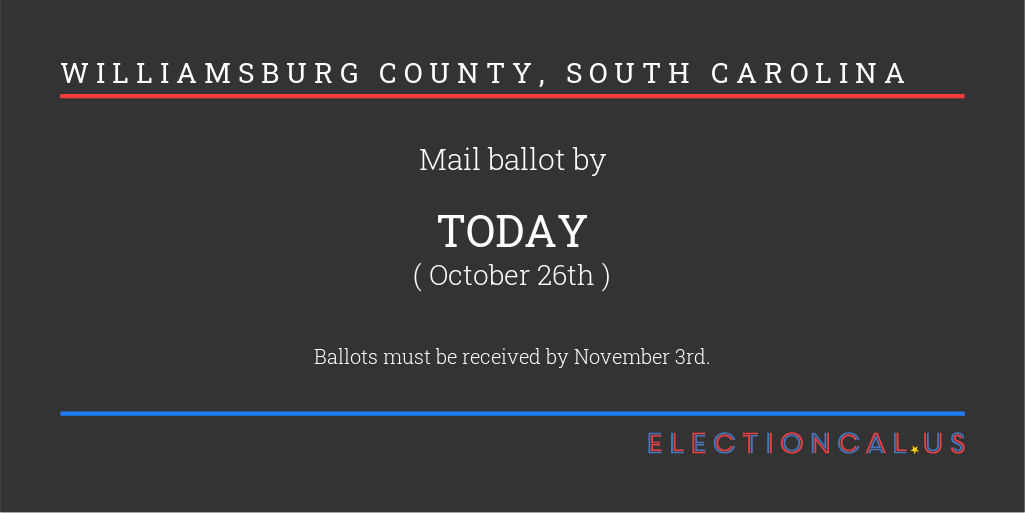 WILLIAMSBURG COUNTY, SOUTH CAROLINA
Mail ballot by
TODAY
( October 26th )
Ballots must be received by November 3rd.
ELECTIONCAL.US